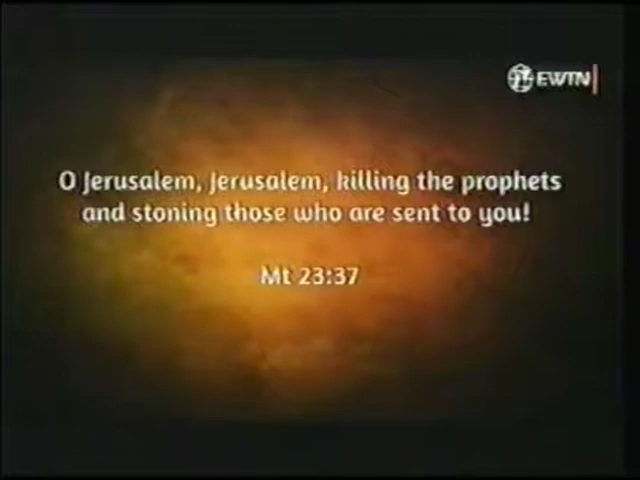 EWTN
O Jerusalem, Jerusalem, killing the prophets
and stoning those who are sent to you!
Mt 23:37